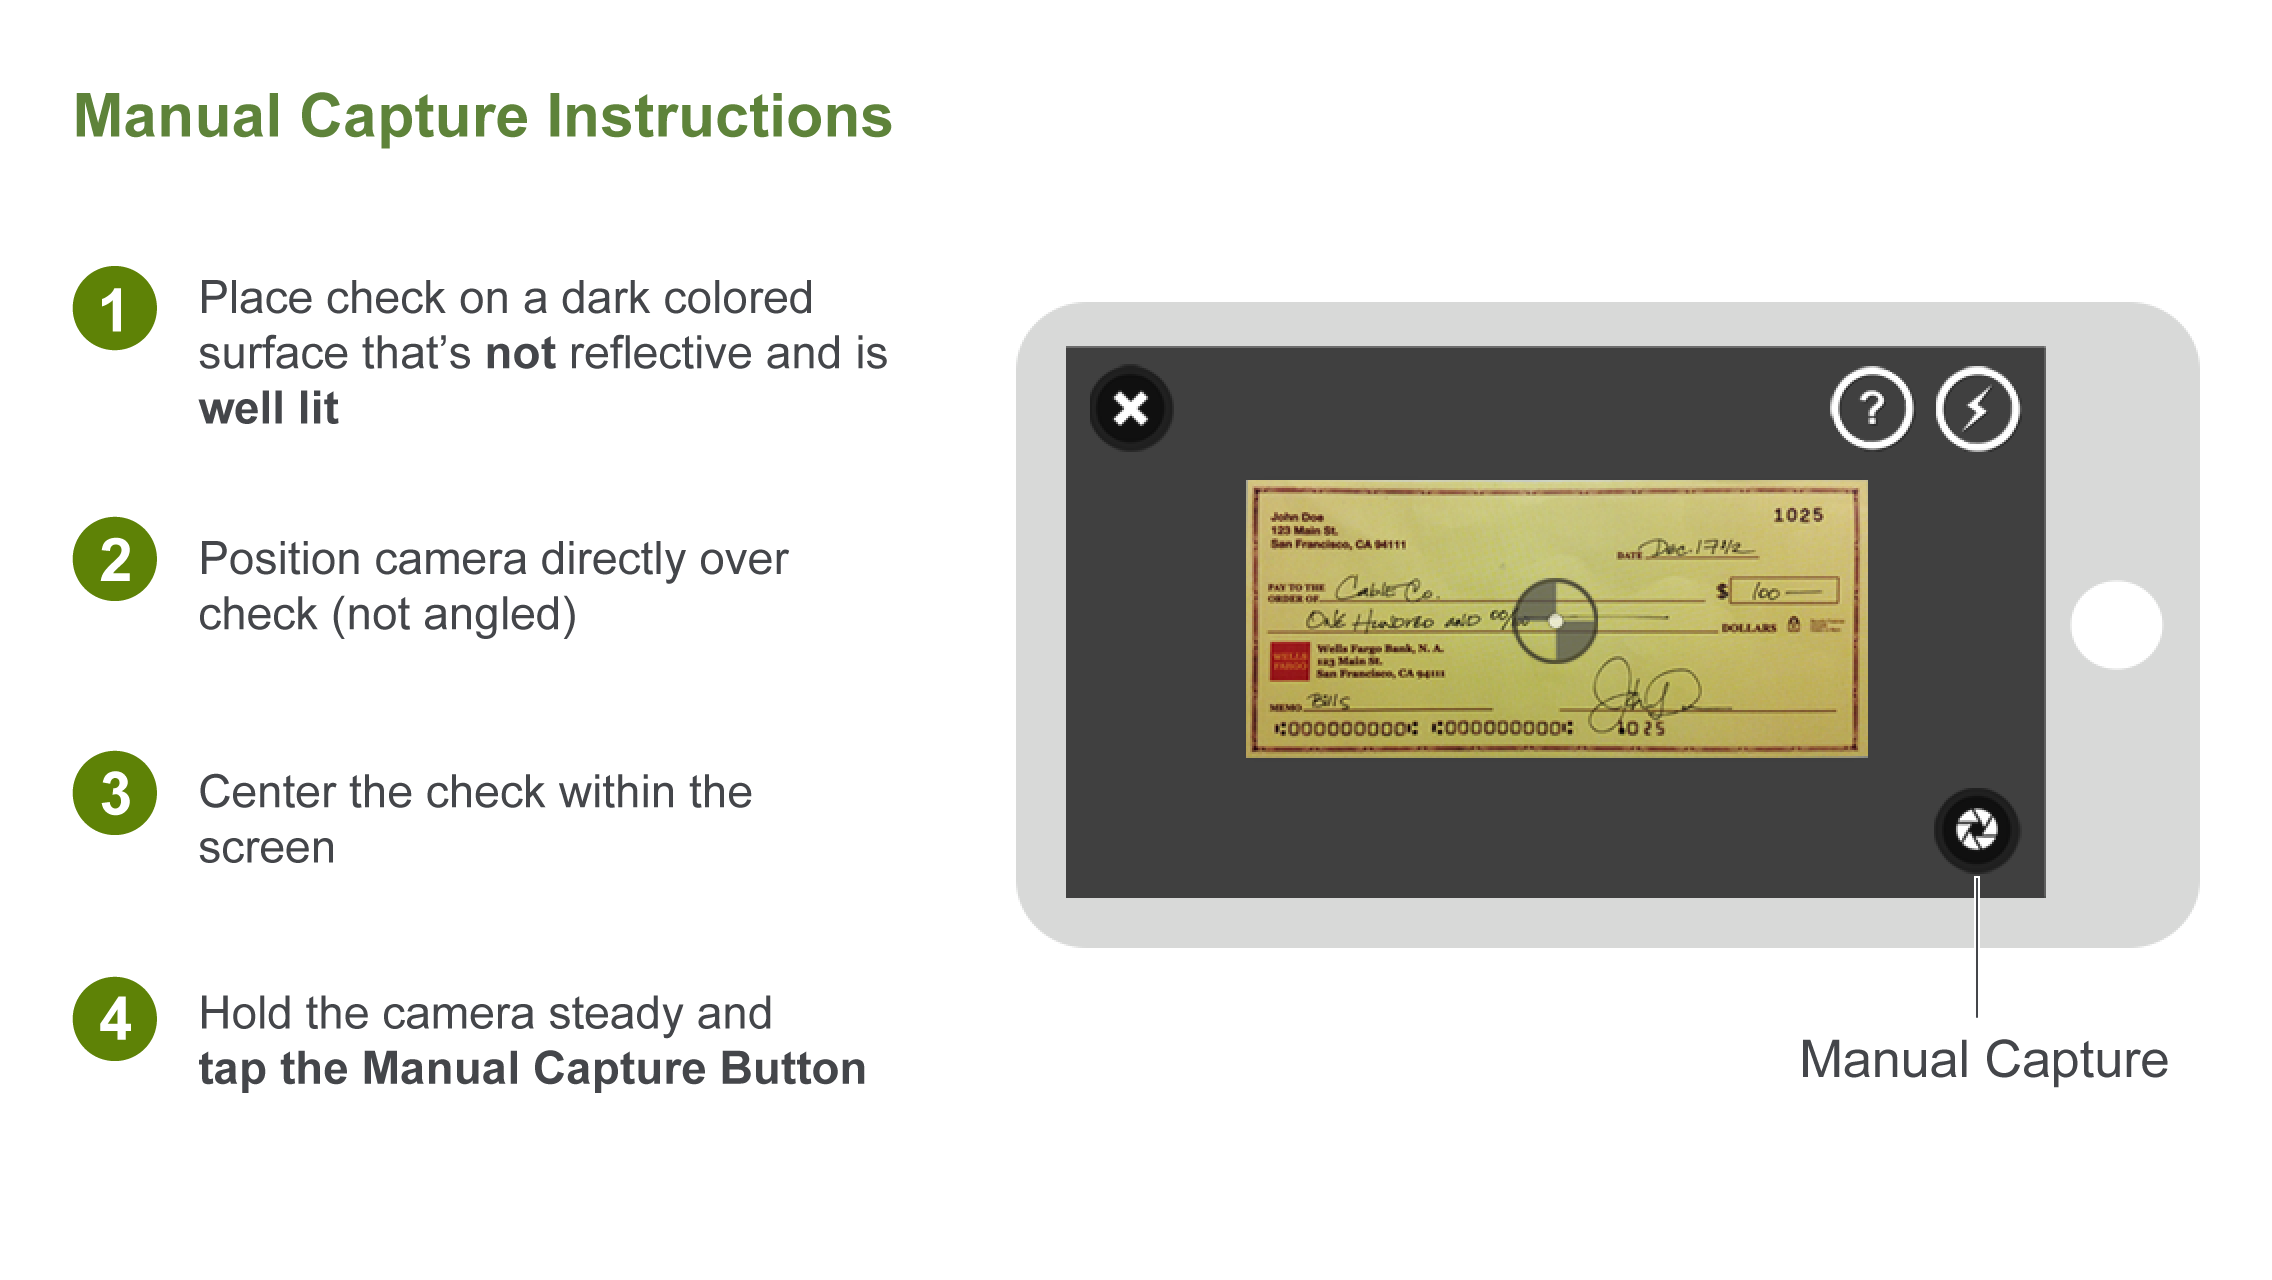 Manual Capture Instructions
1
Place check on a dark colored
surface that's not reflective and is
well lit
2
Position camera directly over
check (not angled)
3
Center the check within the
screen
4
Hold the camera steady and
tap the Manual Capture Button
?
John Doe
123 Main St.
San Francisco, CA 94111
1025
DATE Dec. 17
PAY TO THE
ORDER OF Cable Co.
$ 100
One Hundred and 00/
DOLLARS
WELLS
FARGO
Wells Fargo Bank, N. A.
123 Main St.
San Francisco, CA 94111
MEMO Bills
⑆000000000⑆ ⑆000000000⑆ 1025
Manual Capture